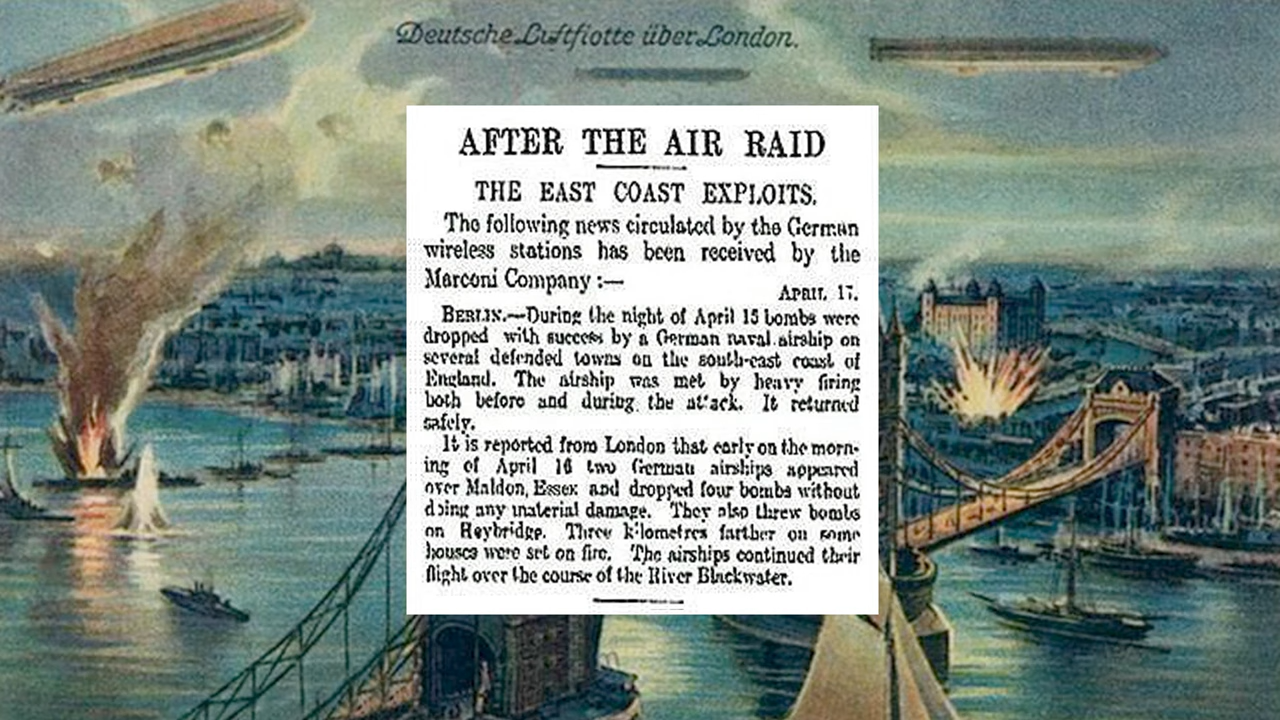 Deutsche Luftflotte über London.
AFTER THE AIR RAID
THE EAST COAST EXPLOITS.
The following news circulated by the German
wireless stations has been received by the
Marconi Company :—
APRIL 17.
BERLIN.—During the night of April 15 bombs were
dropped with success by a German naval airship on
several defended towns on the south-east coast of
England. The airship was met by heavy firing
both before and during the attack. It returned
safely.
It is reported from London that early on the morn-
ing of April 16 two German airships appeared
over Maldon, Essex and dropped four bombs without
doing any material damage. They also threw bombs
on Heybridge. Three kilometres farther on some
houses were set on fire. The airships continued their
flight over the course of the River Blackwater.